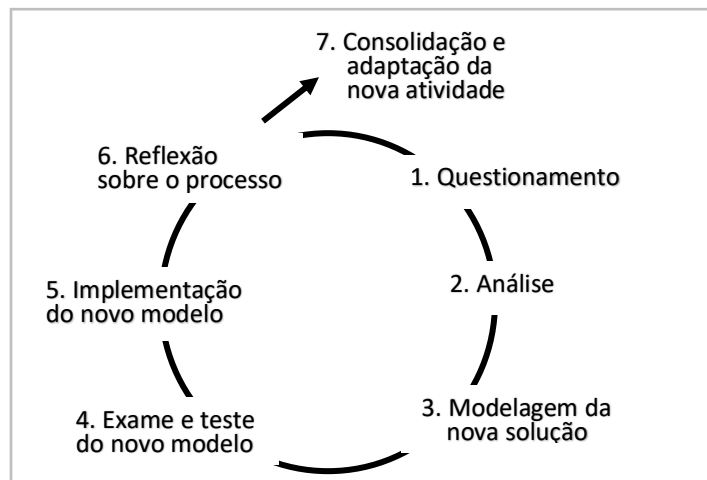 7. Consolidação e
adaptação da
nova atividade
1. Questionamento
2. Análise
3. Modelagem da
nova solução
4. Exame e teste
do novo modelo
5. Implementação
do novo modelo
6. Reflexão
sobre o processo